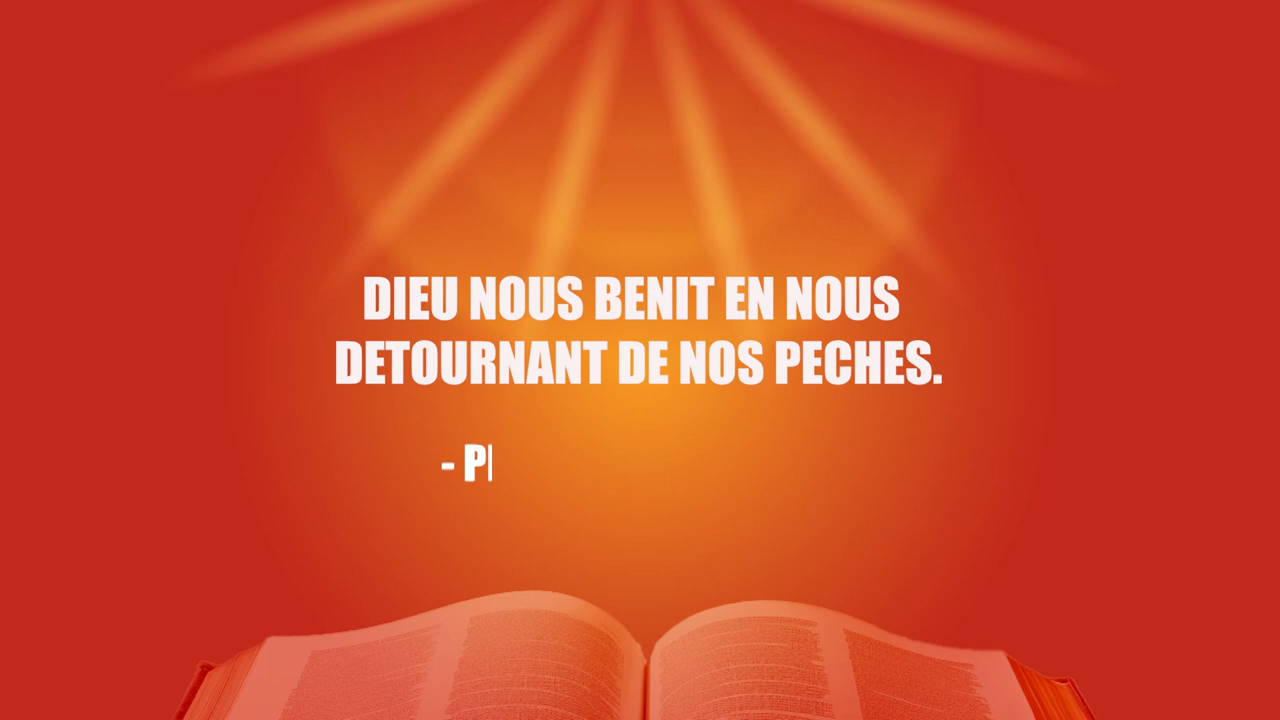 DIEU NOUS BENIT EN NOUS
DETOURNANT DE NOS PECHES.
- P